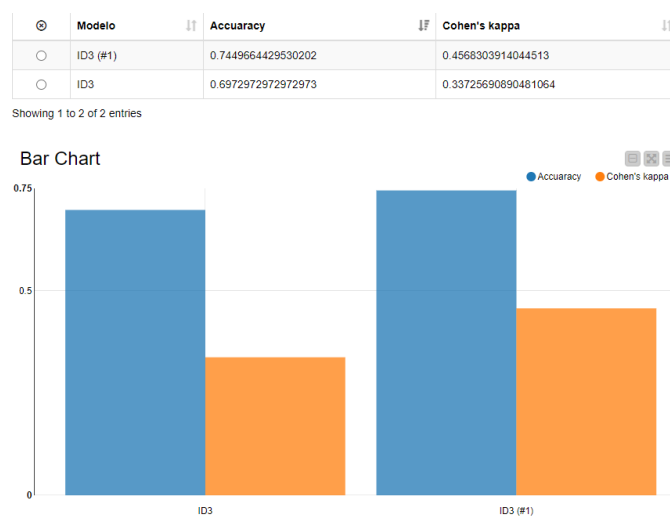 Modelo Accuaracy Cohen's kappa
ID3 (#1) 0.7449664429530202 0.4568303914044513
ID3 0.6972972972972973 0.33725690890481064
Showing 1 to 2 of 2 entries
Bar Chart
Accuaracy Cohen's kappa
0.75
0.5
0
ID3 ID3 (#1)